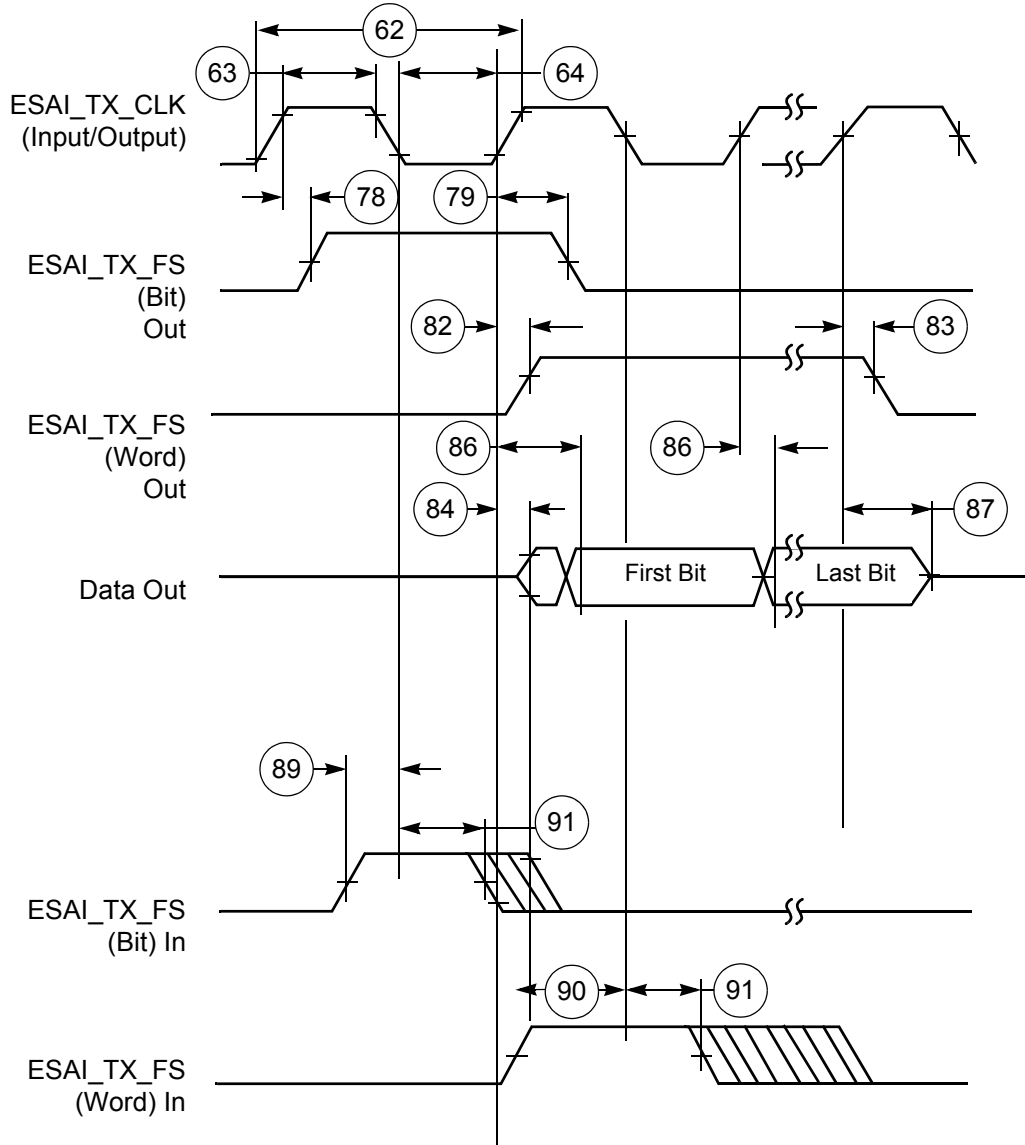 62
63
64
ESAI_TX_CLK
(Input/Output)
78
79
ESAI_TX_FS
(Bit)
Out
82
83
ESAI_TX_FS
(Word)
Out
86
86
84
87
Data Out
First Bit
Last Bit
89
91
ESAI_TX_FS
(Bit) In
90
91
ESAI_TX_FS
(Word) In